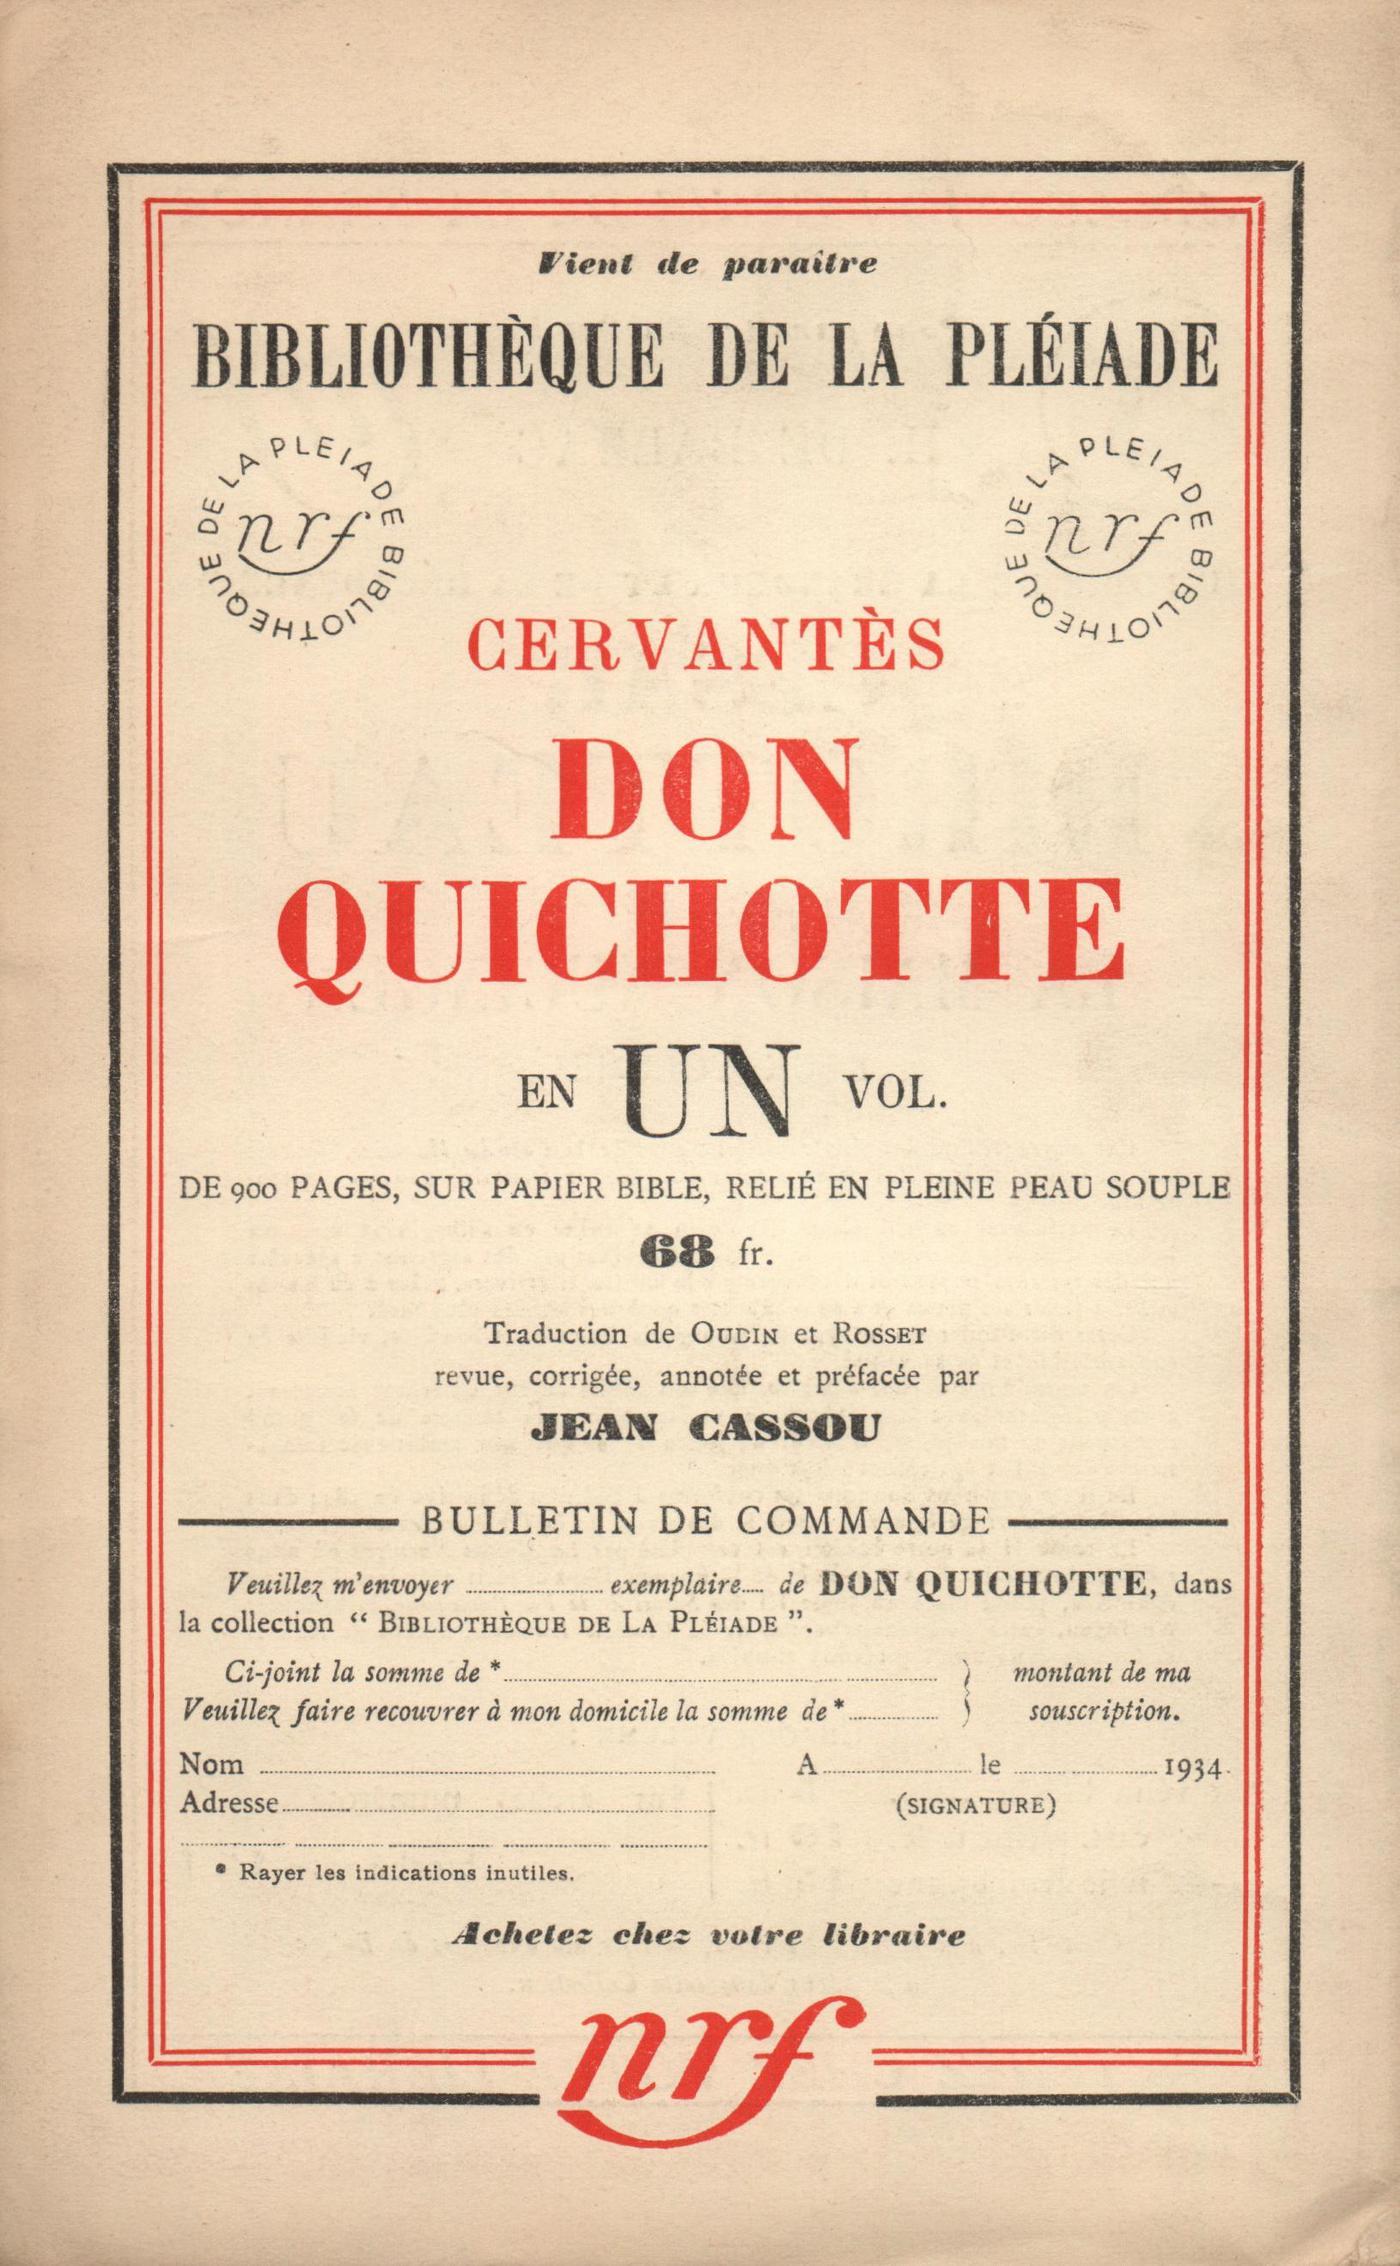 Vient de paraître
BIBLIOTHÈQUE DE LA PLÉIADE
BIBLIOTHEQUE DE LA PLEIADE
nrf
BIBLIOTHEQUE DE LA PLEIADE
nrf
CERVANTÈS
DON
QUICHOTTE
EN UN VOL.
DE 900 PAGES, SUR PAPIER BIBLE, RELIÉ EN PLEINE PEAU SOUPLE
68 fr.
Traduction de OUDIN et ROSSET
revue, corrigée, annotée et préfacée par
JEAN CASSOU
BULLETIN DE COMMANDE
Veuillez m'envoyer ........ exemplaire.... de DON QUICHOTTE, dans
la collection “ BIBLIOTHÈQUE DE LA PLÉIADE ”.
Ci-joint la somme de *........ } montant de ma
Veuillez faire recouvrer à mon domicile la somme de *........ } souscription.
Nom ........ A ........ le ........ 1934.
Adresse........ (SIGNATURE)
* Rayer les indications inutiles.
Achetez chez votre libraire
nrf